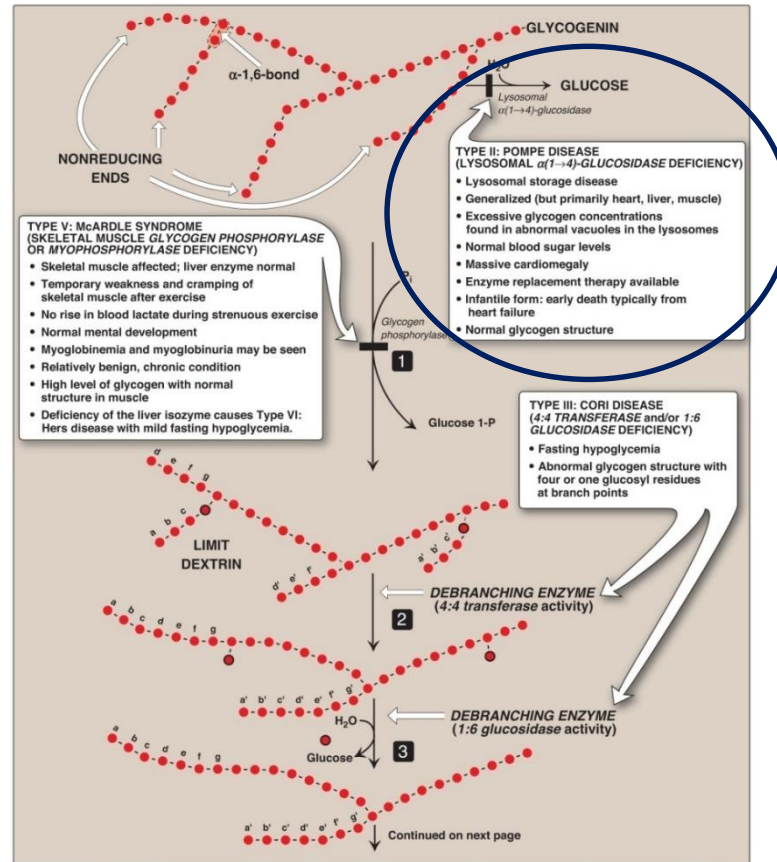 GLYCOGENIN
α-1,6-bond
H₂O
GLUCOSE
Lysosomal
α(1→4)-glucosidase
NONREDUCING
ENDS
TYPE II: POMPE DISEASE
(LYSOSOMAL α(1→4)-GLUCOSIDASE DEFICIENCY)
• Lysosomal storage disease
• Generalized (but primarily heart, liver, muscle)
• Excessive glycogen concentrations
found in abnormal vacuoles in the lysosomes
• Normal blood sugar levels
• Massive cardiomegaly
• Enzyme replacement therapy available
• Infantile form: early death typically from
heart failure
• Normal glycogen structure
TYPE V: McARDLE SYNDROME
(SKELETAL MUSCLE GLYCOGEN PHOSPHORYLASE
OR MYOPHOSPHORYLASE DEFICIENCY)
• Skeletal muscle affected; liver enzyme normal
• Temporary weakness and cramping of
skeletal muscle after exercise
• No rise in blood lactate during strenuous exercise
• Normal mental development
• Myoglobinemia and myoglobinuria may be seen
• Relatively benign, chronic condition
• High level of glycogen with normal
structure in muscle
• Deficiency of the liver isozyme causes Type VI:
Hers disease with mild fasting hypoglycemia.
Pi
Glycogen
phosphorylase
1
Glucose 1-P
TYPE III: CORI DISEASE
(4:4 TRANSFERASE and/or 1:6
GLUCOSIDASE DEFICIENCY)
• Fasting hypoglycemia
• Abnormal glycogen structure with
four or one glucosyl residues
at branch points
d e f g
a b c
LIMIT
DEXTRIN
d' e' f'
a' b' c'
DEBRANCHING ENZYME
(4:4 transferase activity)
2
a b c d e f g
a' b' c' d' e' f' g'
H₂O
DEBRANCHING ENZYME
(1:6 glucosidase activity)
Glucose
3
a b c d e f g
a' b' c' d' e' f' g'
Continued on next page